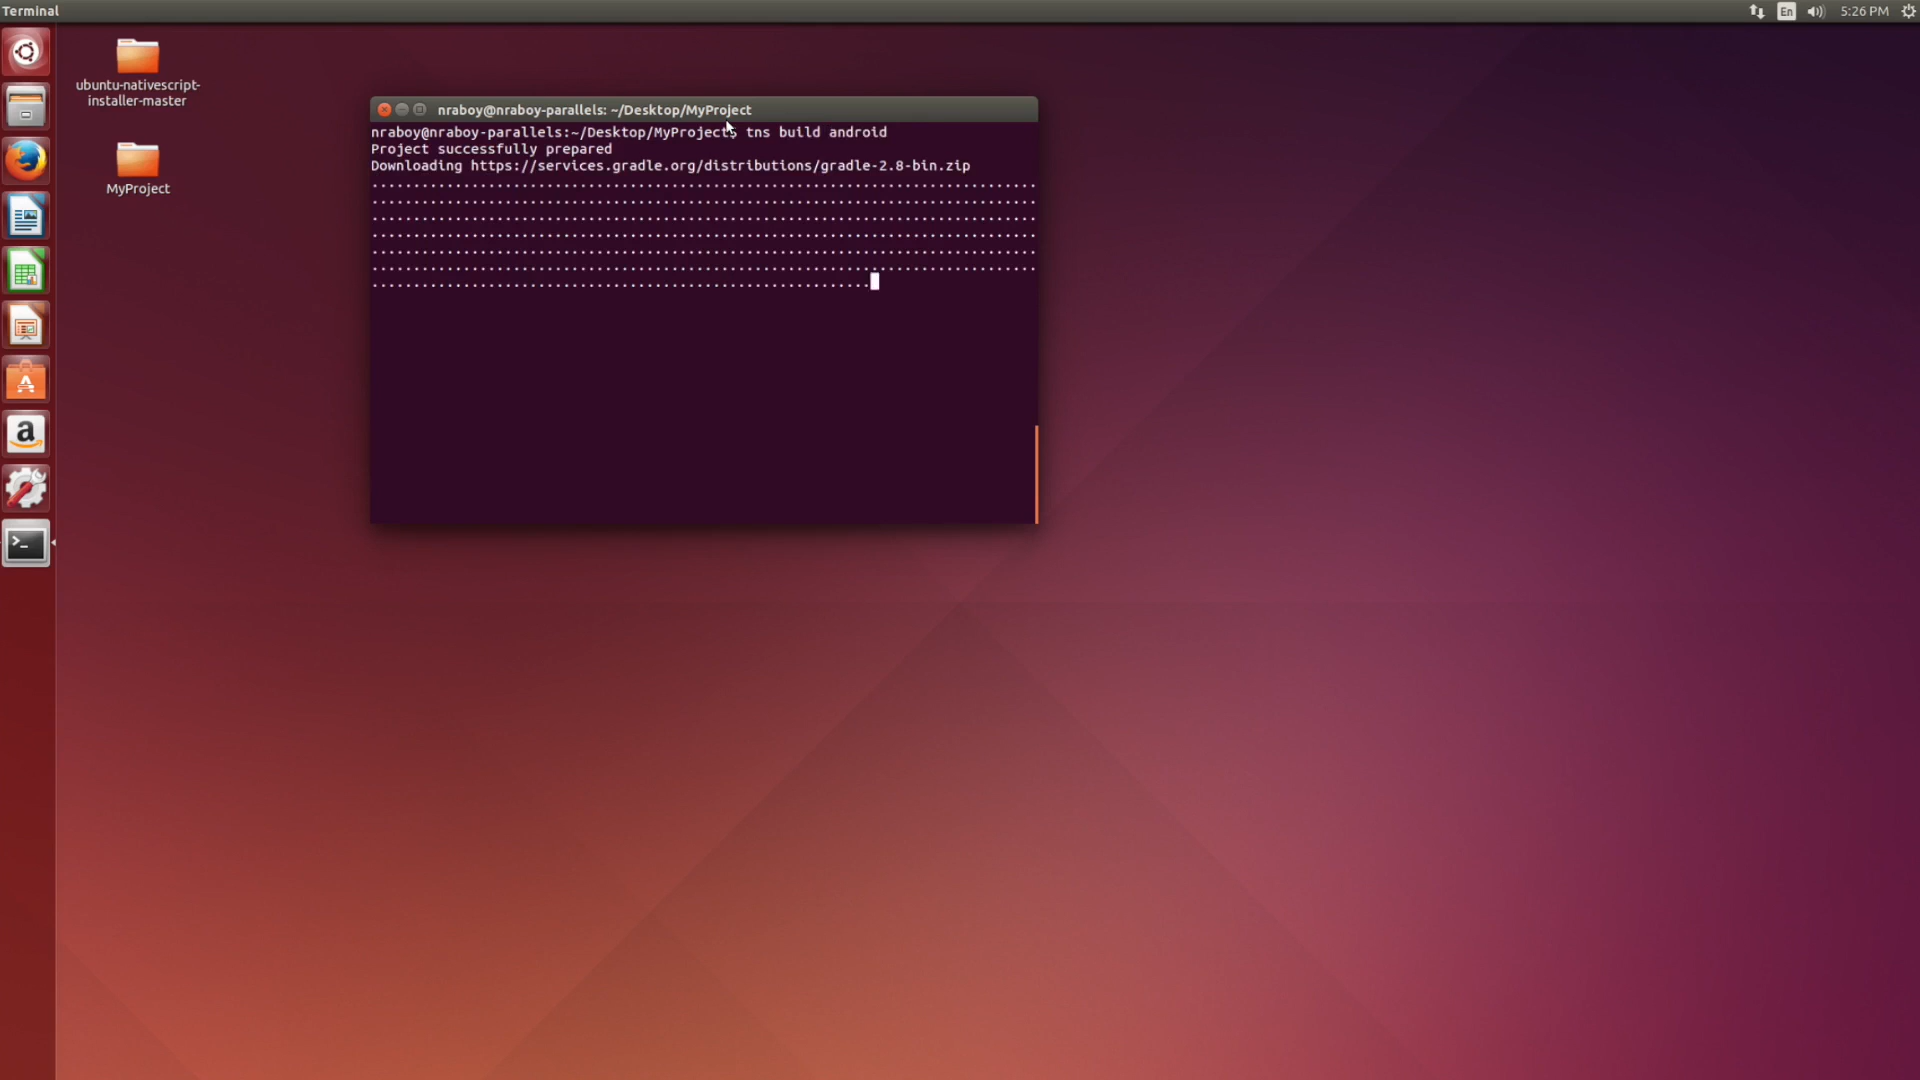 Terminal
En
5:26 PM
ubuntu-nativescript-
installer-master
MyProject
nraboy@nraboy-parallels: ~/Desktop/MyProject
nraboy@nraboy-parallels:~/Desktop/MyProject$ tns build android
Project successfully prepared
Downloading https://services.gradle.org/distributions/gradle-2.8-bin.zip
................................................................................
................................................................................
................................................................................
................................................................................
................................................................................
................................................................................
............................................................
a
>_